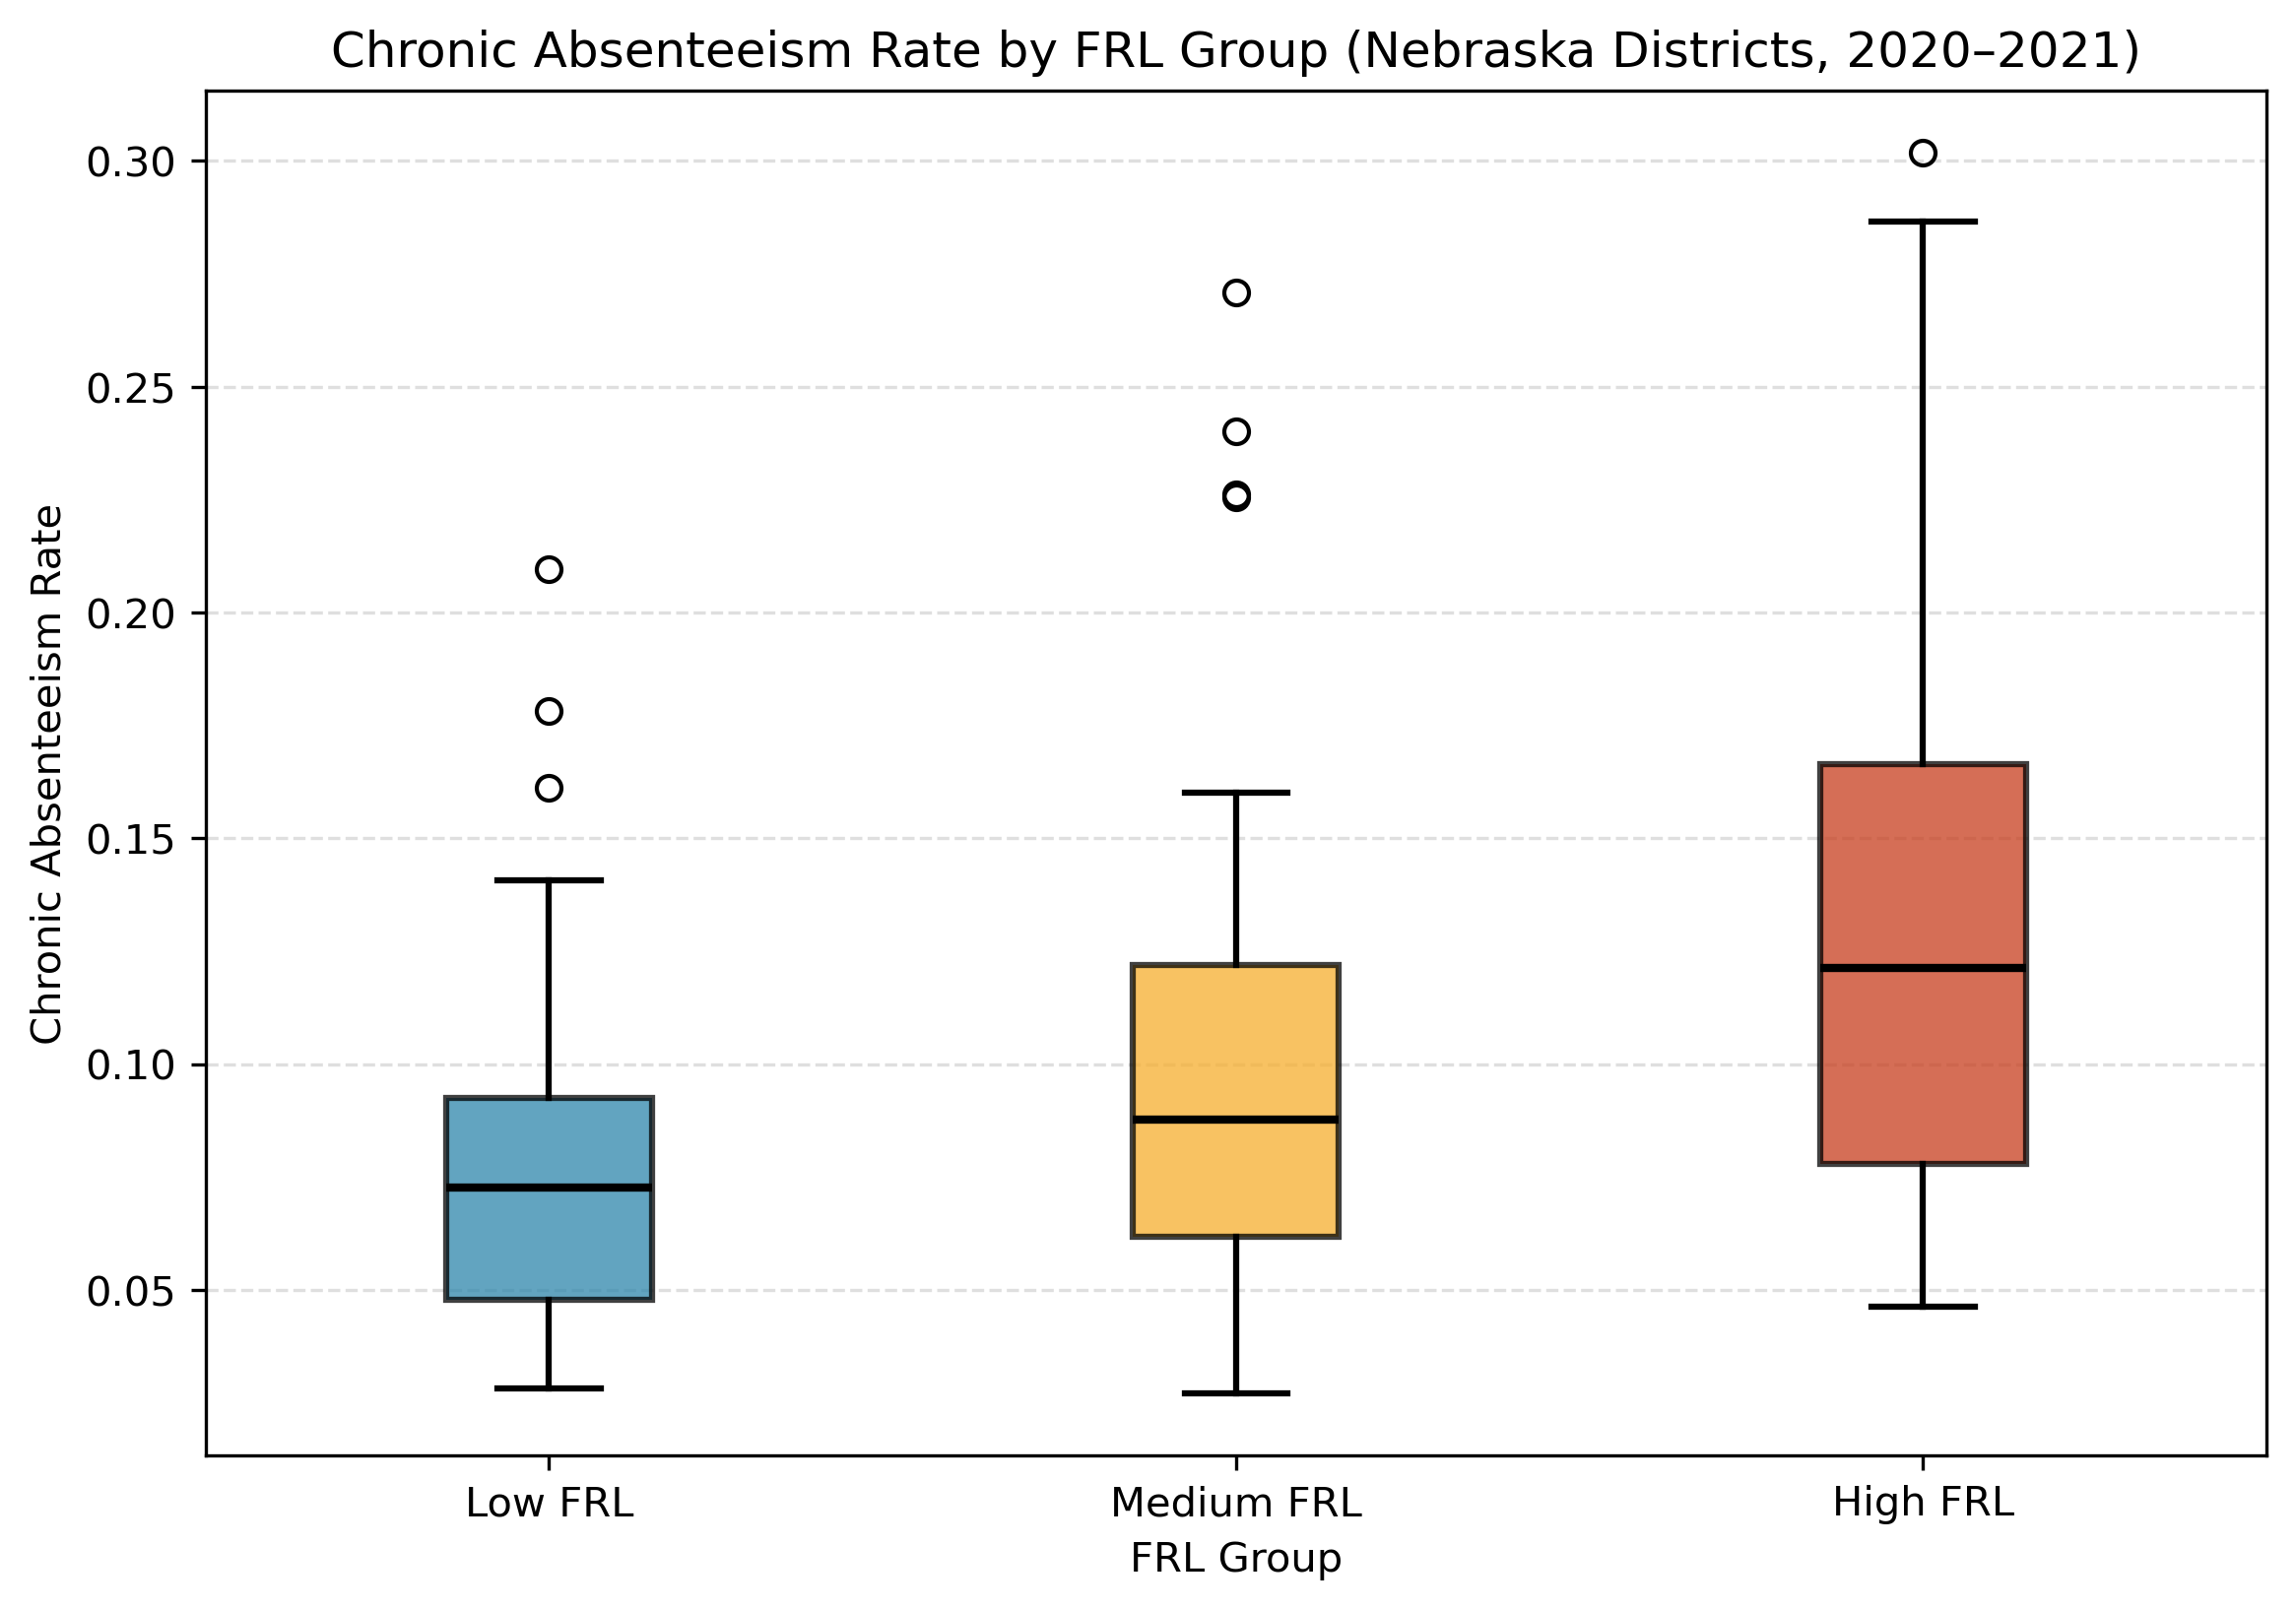 Chronic Absenteeism Rate by FRL Group (Nebraska Districts, 2020–2021)
Chronic Absenteeism Rate
0.30
0.25
0.20
0.15
0.10
0.05
Low FRL
Medium FRL
High FRL
FRL Group